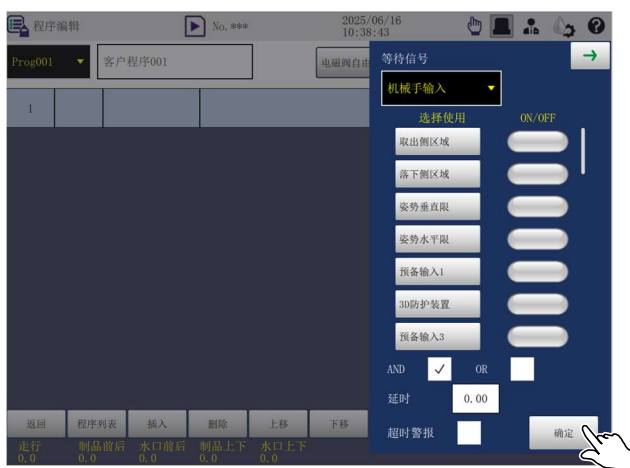 程序编辑
No. ***
2025/06/16
10:38:43
Prog001
客户程序001
电磁阀自由
1
等待信号
机械手输入
选择使用 ON/OFF
取出侧区域
落下侧区域
姿势垂直限
姿势水平限
预备输入1
3D防护装置
预备输入3
AND OR
延时 0.00
超时警报
确定
返回 程序列表 插入 删除 上移 下移
走行 制品前后 水口前后 制品上下 水口上下
0.0 0.0 0.0 0.0 0.0